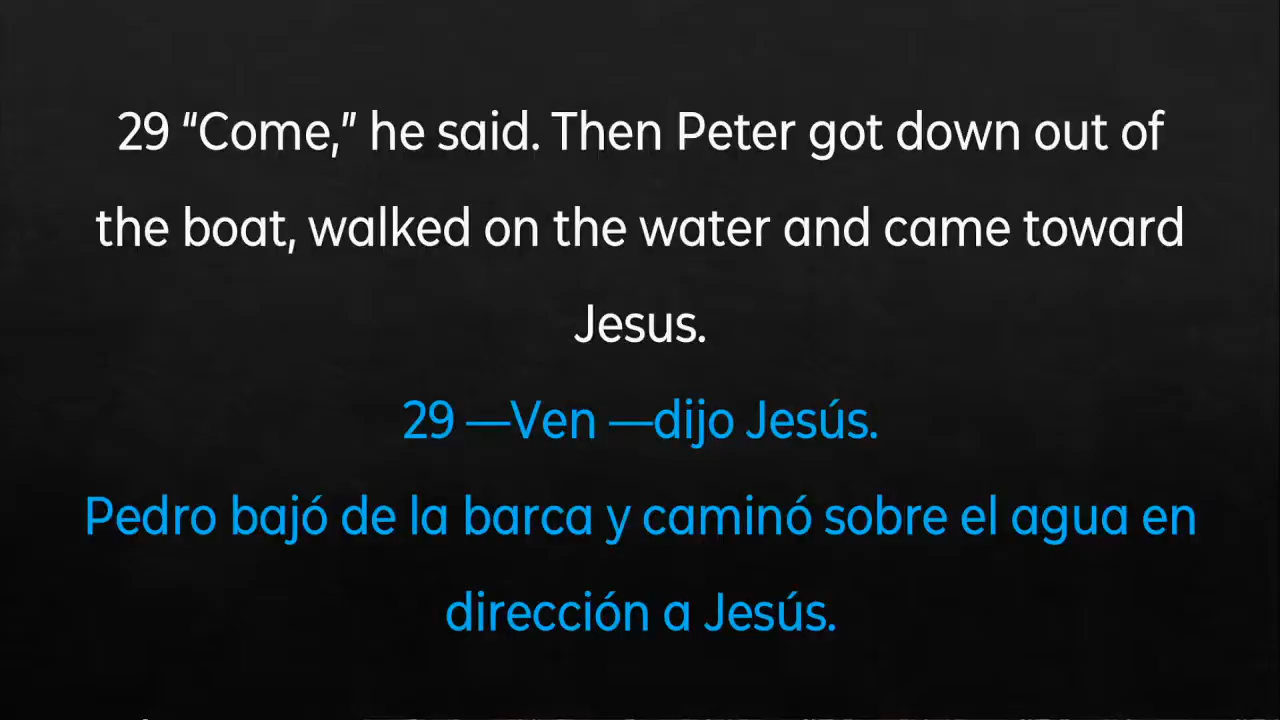 29 “Come,” he said. Then Peter got down out of
the boat, walked on the water and came toward
Jesus.
29 —Ven —dijo Jesús.
Pedro bajó de la barca y caminó sobre el agua en
dirección a Jesús.